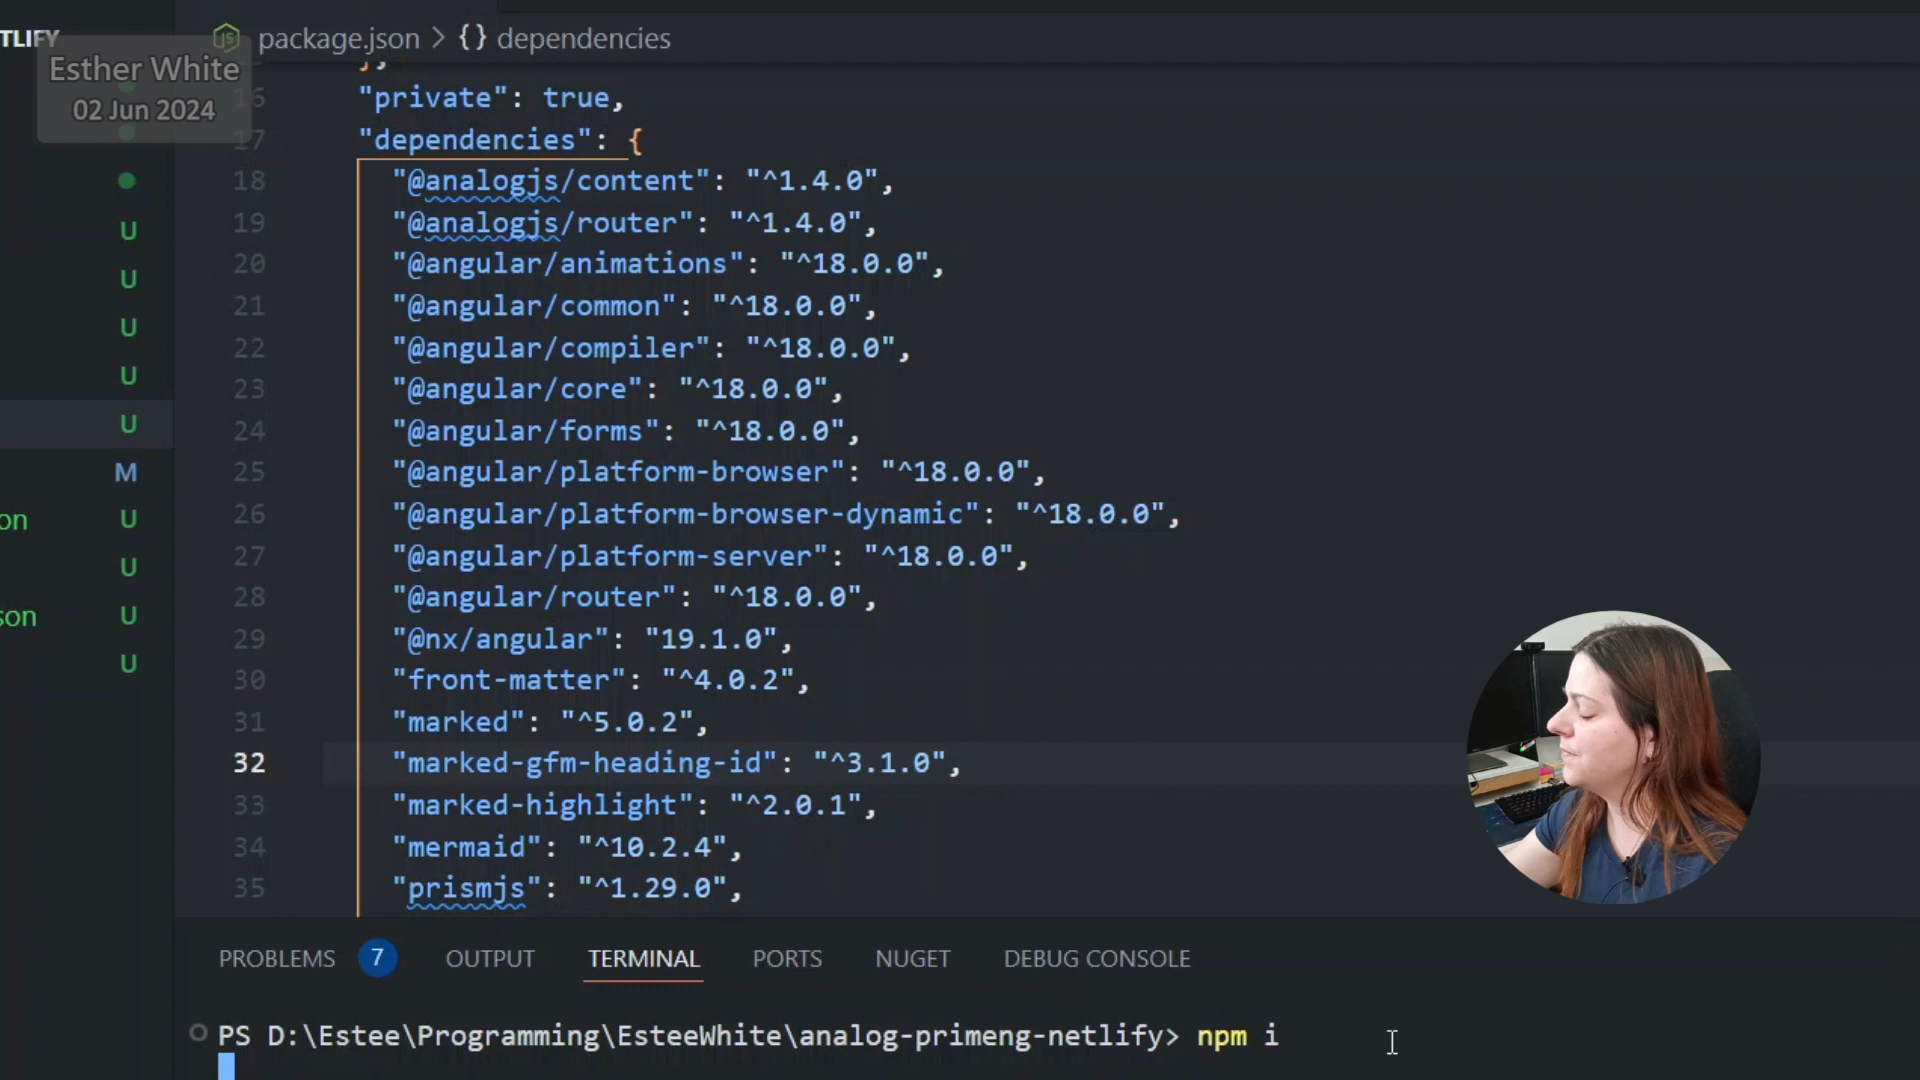 TLIFY
package.json > {} dependencies
Esther White
02 Jun 2024
},
16 "private": true,
17 "dependencies": {
18 "@analogjs/content": "^1.4.0",
19 "@analogjs/router": "^1.4.0",
20 "@angular/animations": "^18.0.0",
21 "@angular/common": "^18.0.0",
22 "@angular/compiler": "^18.0.0",
23 "@angular/core": "^18.0.0",
24 "@angular/forms": "^18.0.0",
25 "@angular/platform-browser": "^18.0.0",
26 "@angular/platform-browser-dynamic": "^18.0.0",
27 "@angular/platform-server": "^18.0.0",
28 "@angular/router": "^18.0.0",
29 "@nx/angular": "19.1.0",
30 "front-matter": "^4.0.2",
31 "marked": "^5.0.2",
32 "marked-gfm-heading-id": "^3.1.0",
33 "marked-highlight": "^2.0.1",
34 "mermaid": "^10.2.4",
35 "prismjs": "^1.29.0",
U
U
U
U
U
M
on U
U
son U
U
PROBLEMS 7 OUTPUT TERMINAL PORTS NUGET DEBUG CONSOLE
PS D:\Estee\Programming\EsteeWhite\analog-primeng-netlify> npm i